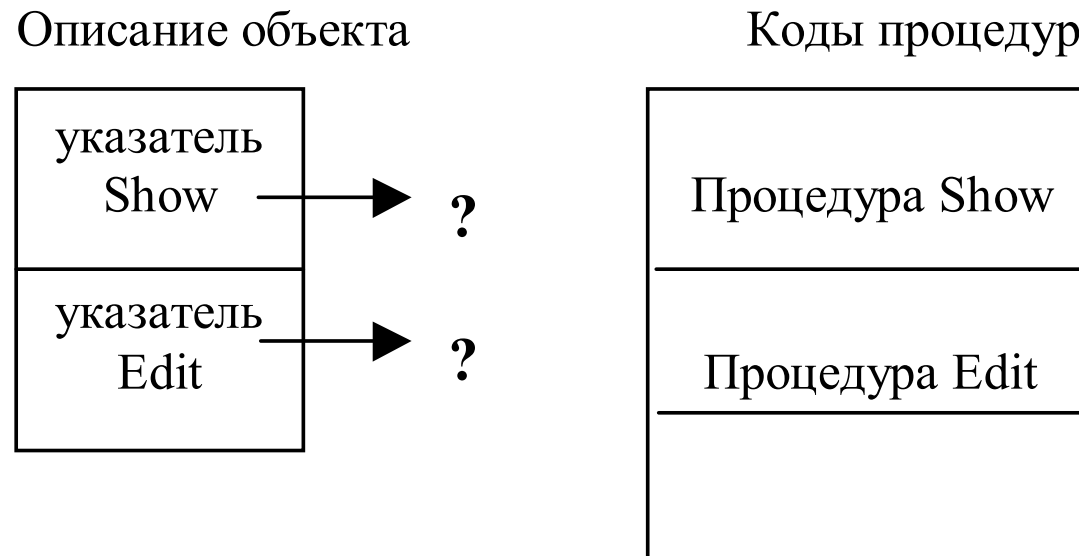 Описание объекта
Коды процедур
указатель
Show
?
указатель
Edit
?
Процедура Show
Процедура Edit